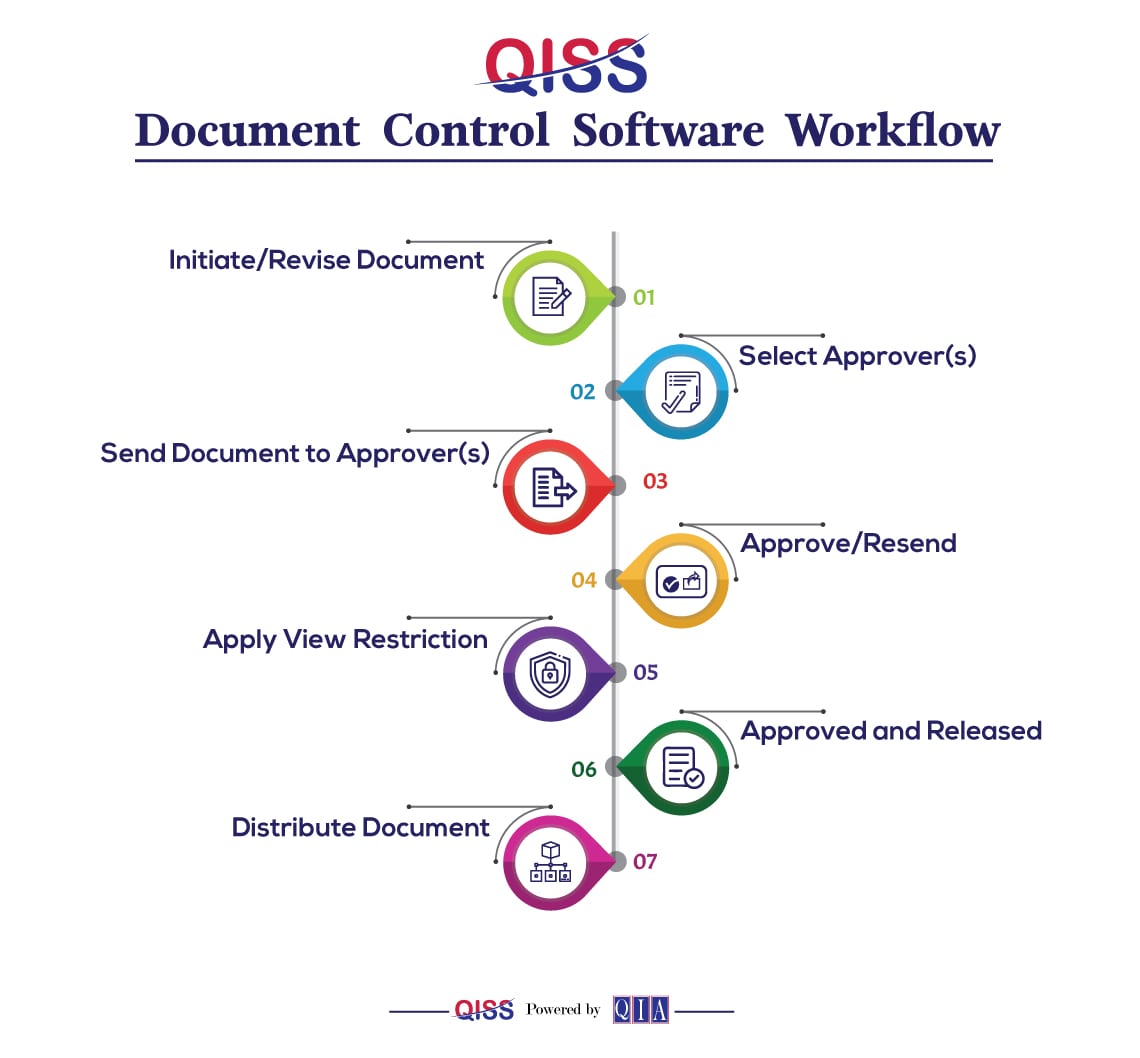 QISS
Document Control Software Workflow
Initiate/Revise Document
01
Select Approver(s)
02
Send Document to Approver(s)
03
Approve/Resend
04
Apply View Restriction
05
Approved and Released
06
Distribute Document
07
QISS Powered by QIA